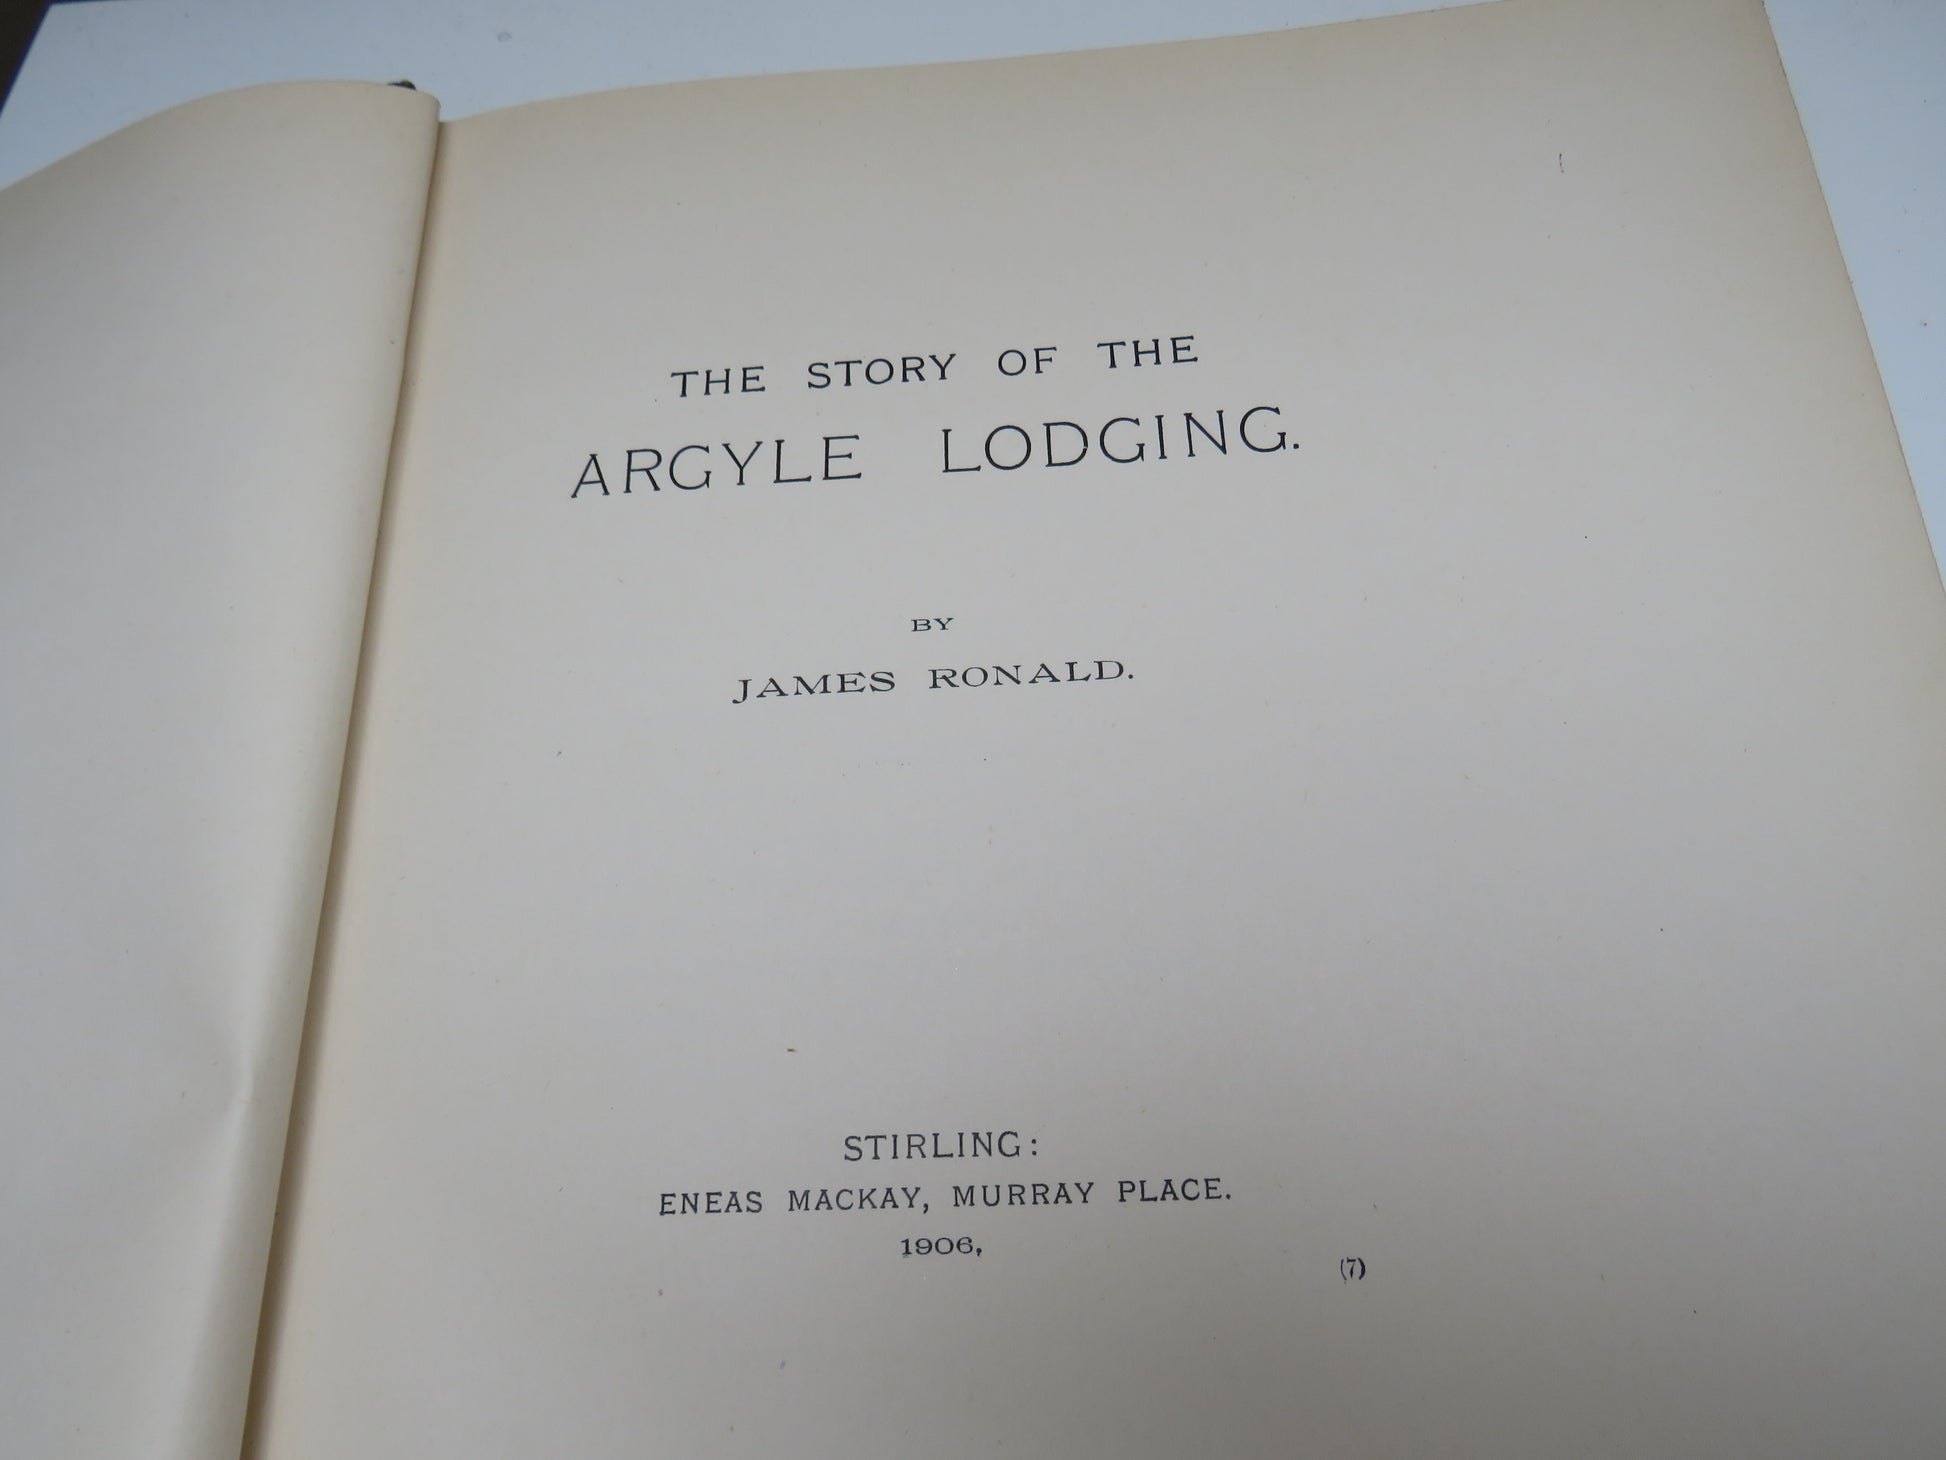 THE STORY OF THE
ARGYLE LODGING.
BY
JAMES RONALD.
STIRLING:
ENEAS MACKAY, MURRAY PLACE.
1906,
(7)